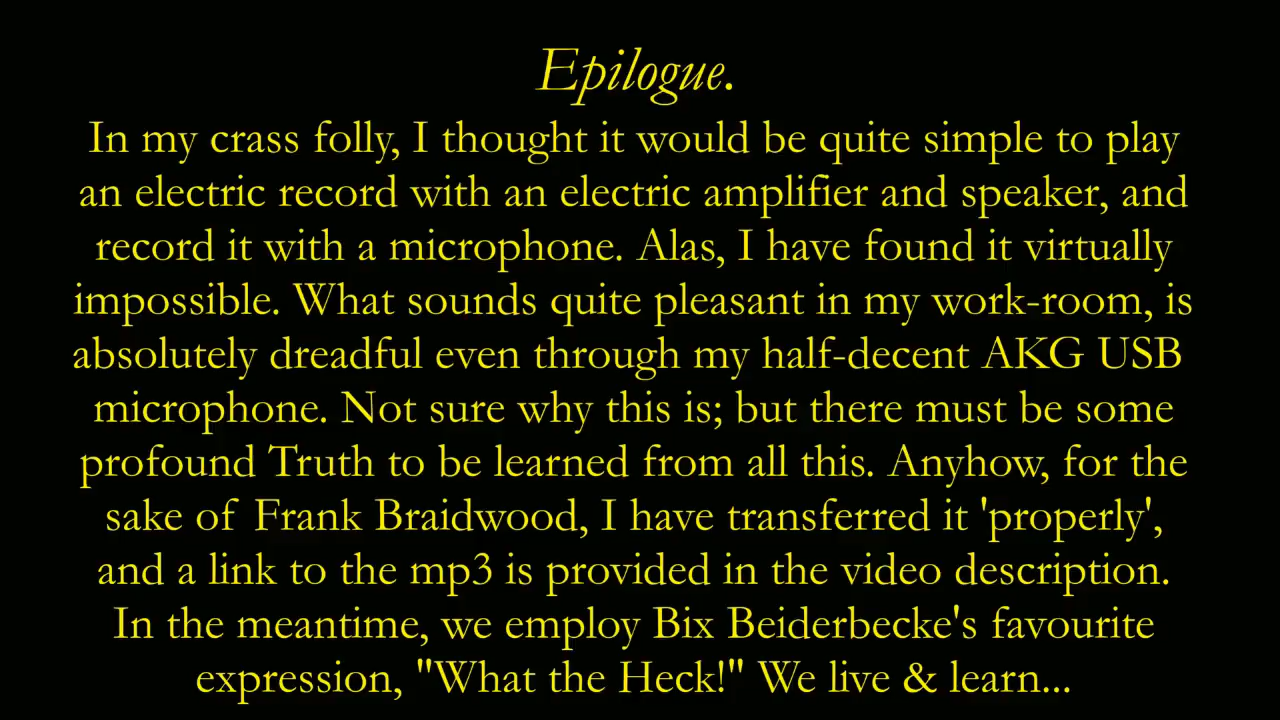 Epilogue.
In my crass folly, I thought it would be quite simple to play
an electric record with an electric amplifier and speaker, and
record it with a microphone. Alas, I have found it virtually
impossible. What sounds quite pleasant in my work-room, is
absolutely dreadful even through my half-decent AKG USB
microphone. Not sure why this is; but there must be some
profound Truth to be learned from all this. Anyhow, for the
sake of Frank Braidwood, I have transferred it 'properly',
and a link to the mp3 is provided in the video description.
In the meantime, we employ Bix Beiderbecke's favourite
expression, "What the Heck!" We live & learn...